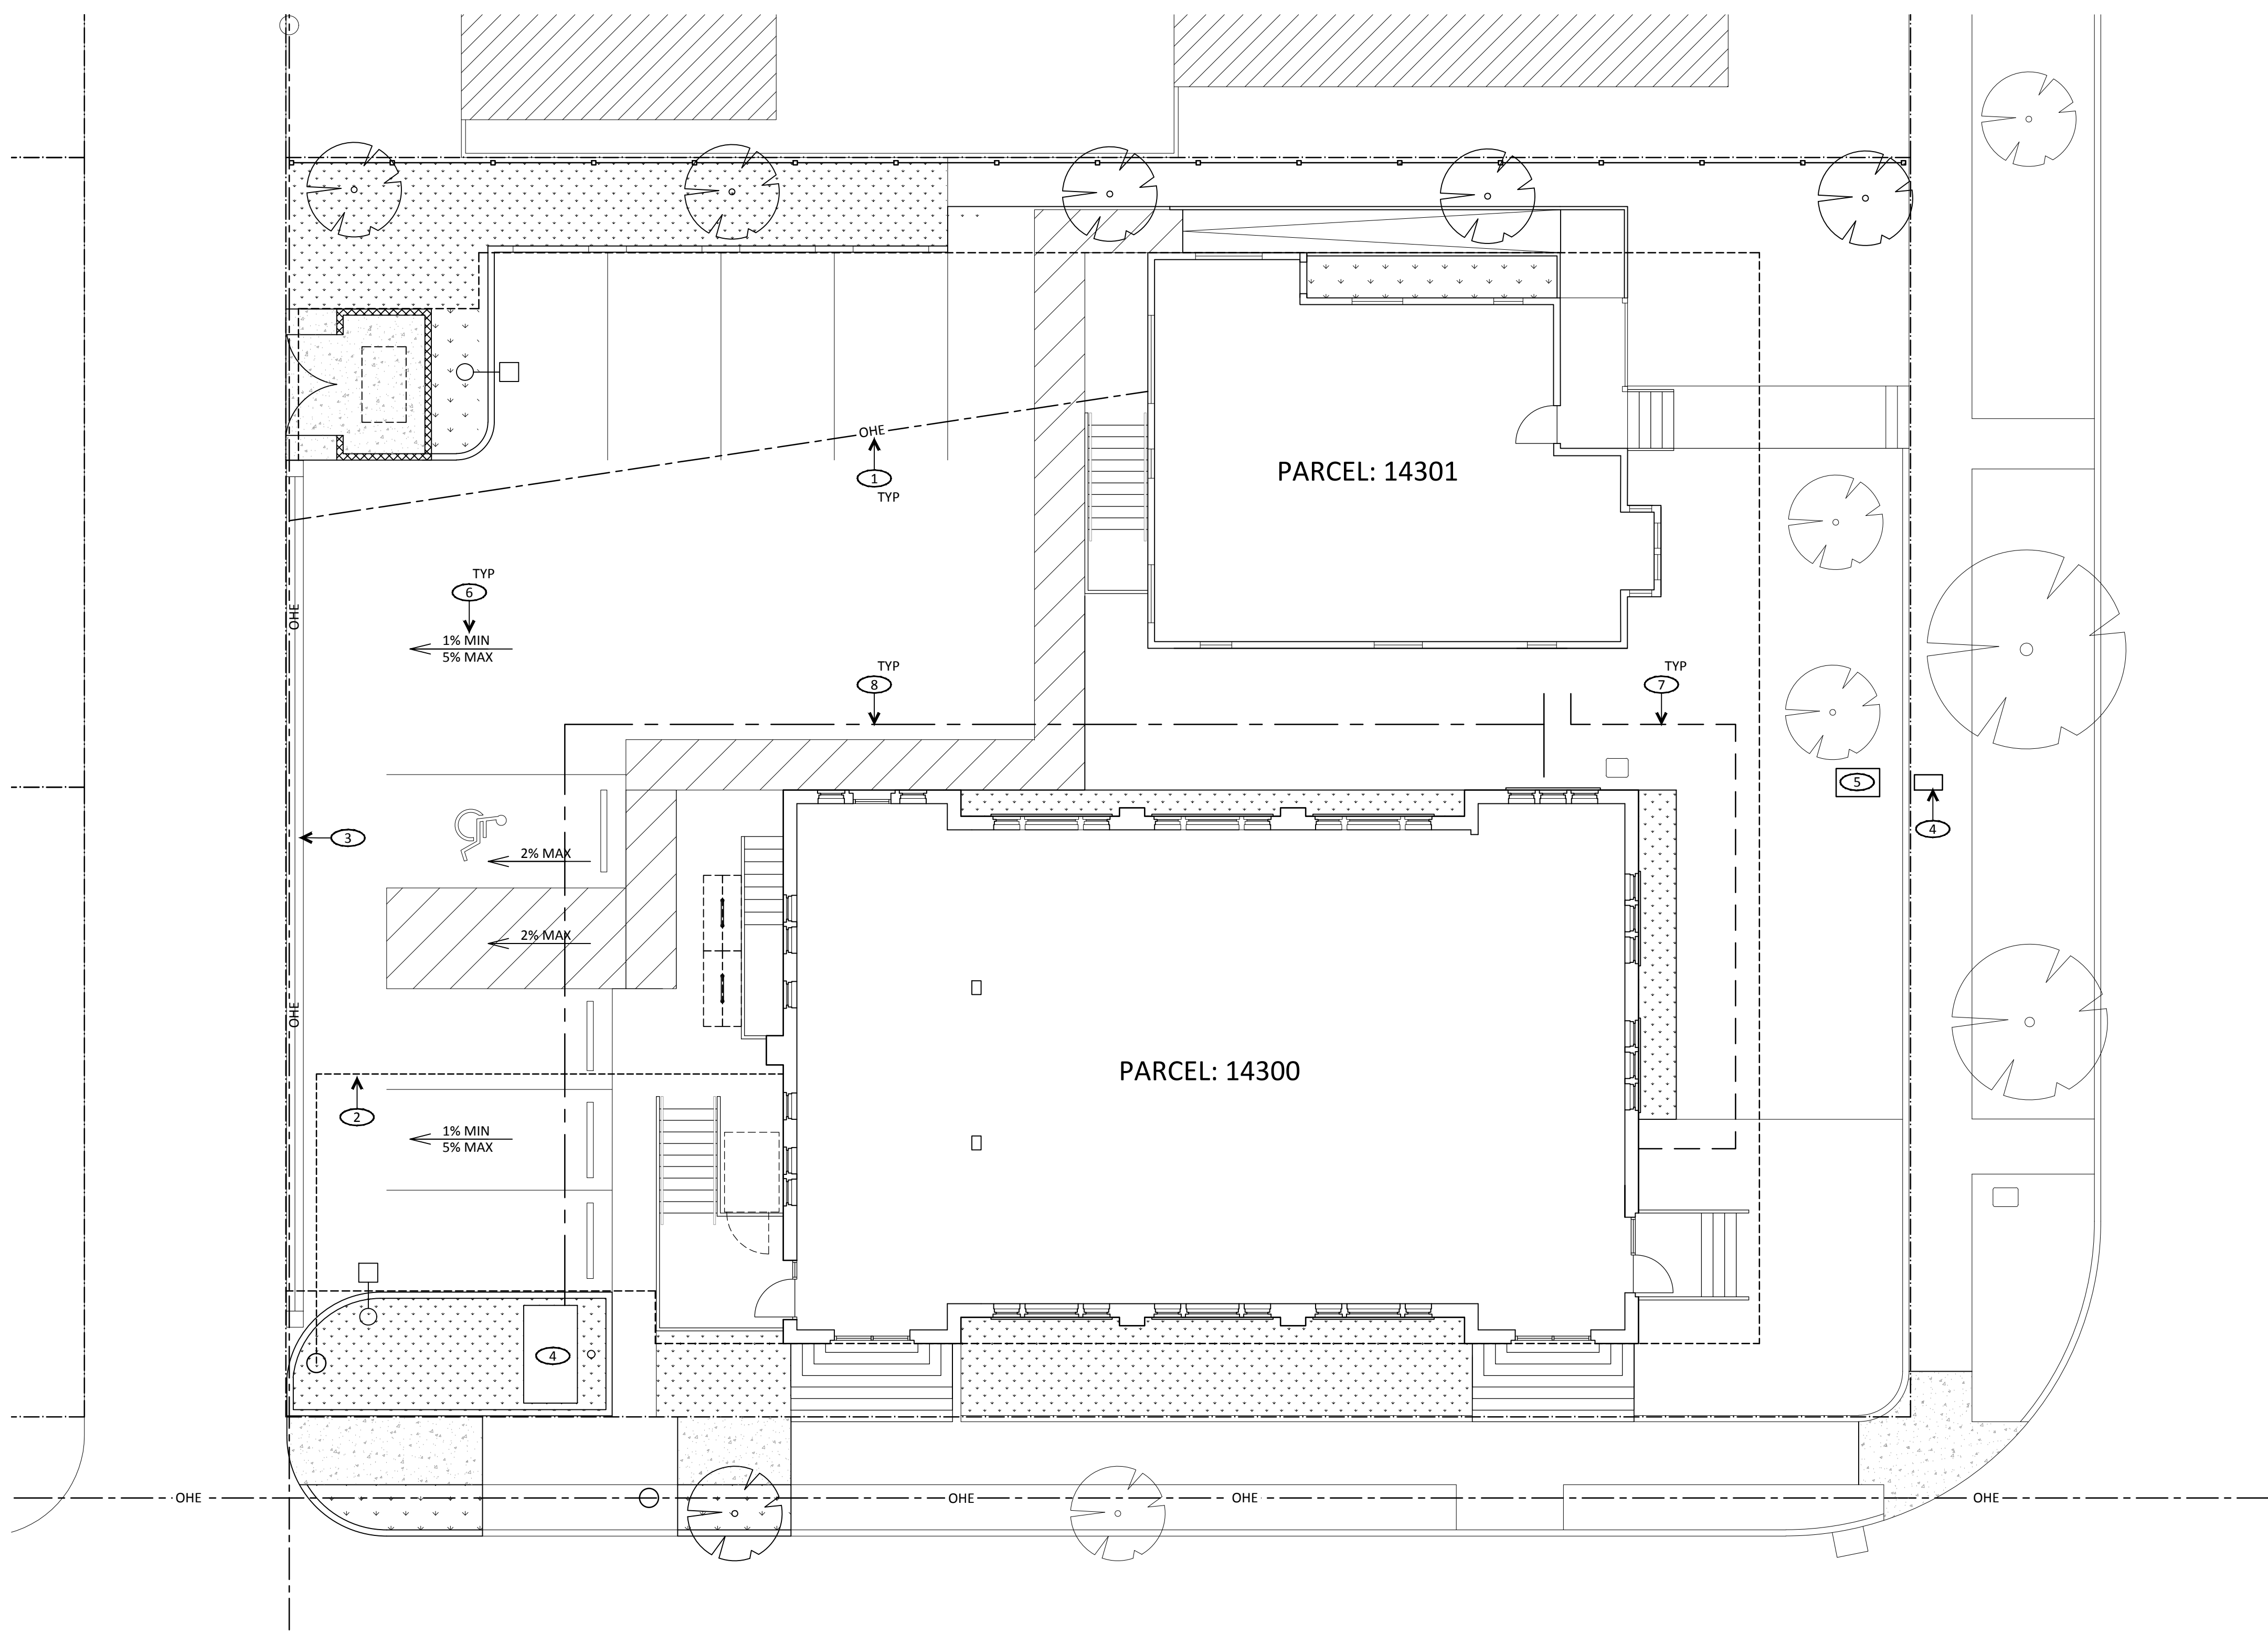 OHE
1
TYP
PARCEL: 14301
TYP
6
OHE
1% MIN
5% MAX
TYP
8
TYP
7
5
4
3
2% MAX
2% MAX
OHE
PARCEL: 14300
2
1% MIN
5% MAX
4
OHE
OHE
OHE
OHE